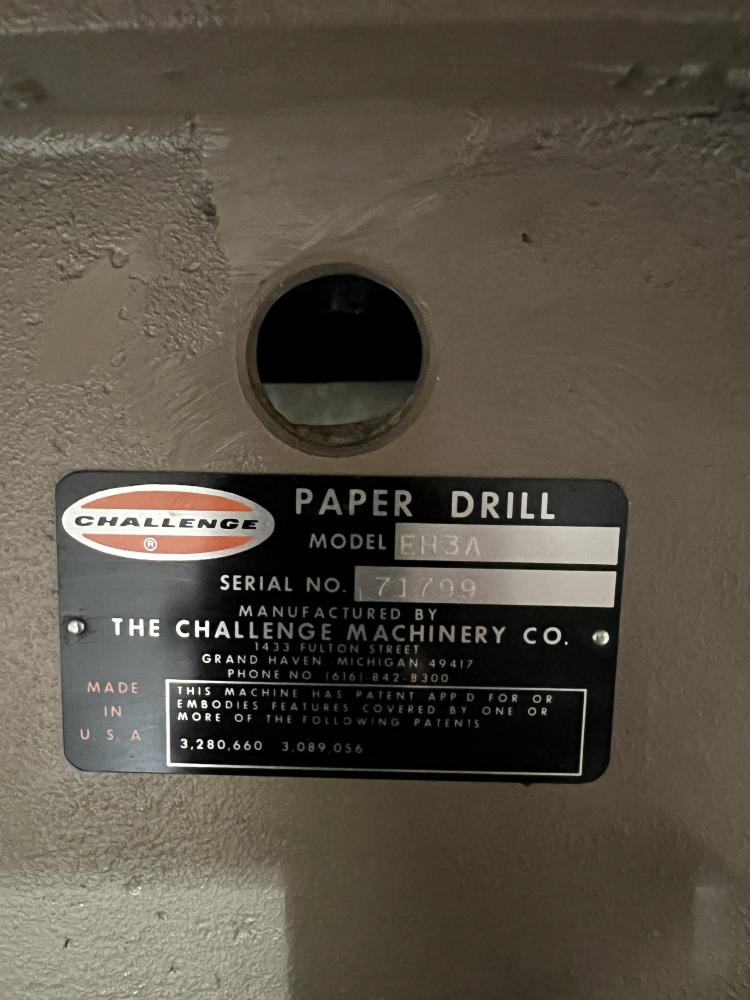 CHALLENGE
®
PAPER DRILL
MODEL EH3A
SERIAL NO. 71799
MANUFACTURED BY
THE CHALLENGE MACHINERY CO.
1433 FULTON STREET
GRAND HAVEN, MICHIGAN 49417
PHONE NO (616)-842-8300
MADE
IN
U. S. A
THIS MACHINE HAS PATENT APP'D FOR OR
EMBODIES FEATURES COVERED BY ONE OR
MORE OF THE FOLLOWING PATENTS
3,280,660 3,089,056